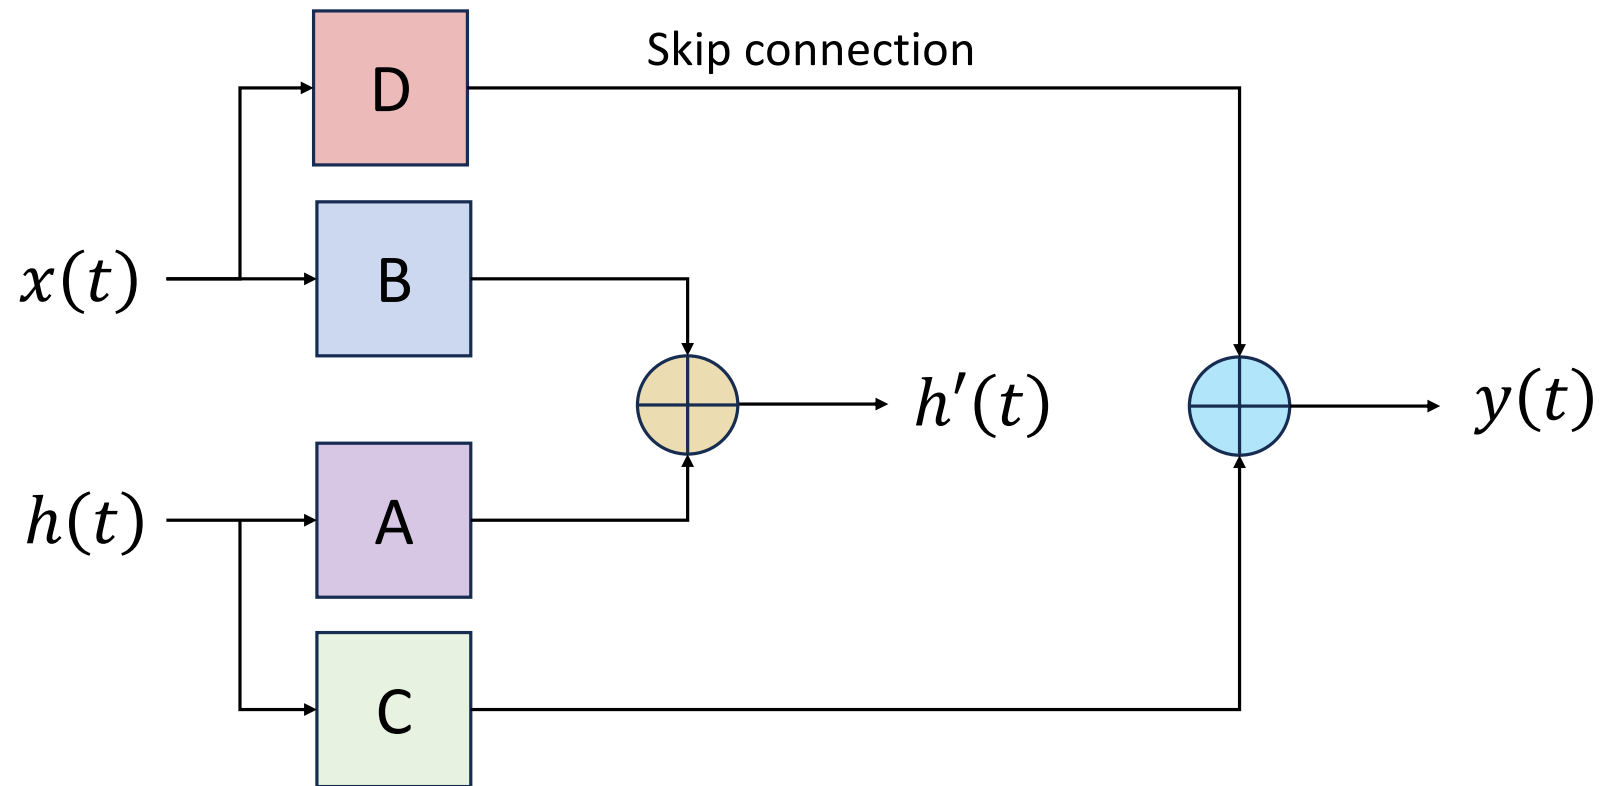 D
Skip connection
x(t)
B
h′(t)
y(t)
h(t)
A
C